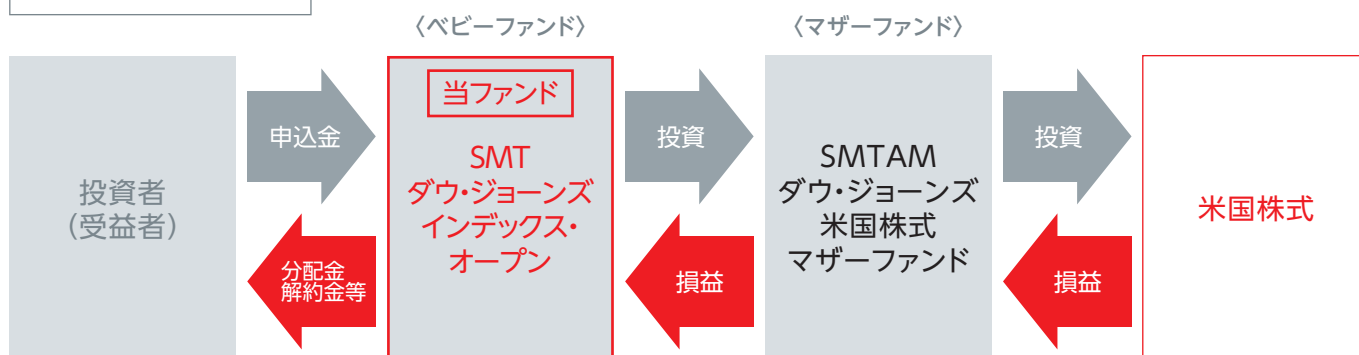 〈ベビーファンド〉
〈マザーファンド〉
投資者
(受益者)
申込金
分配金
解約金等
当ファンド
SMT
ダウ・ジョーンズ
インデックス・
オープン
投資
損益
SMTAM
ダウ・ジョーンズ
米国株式
マザーファンド
投資
損益
米国株式